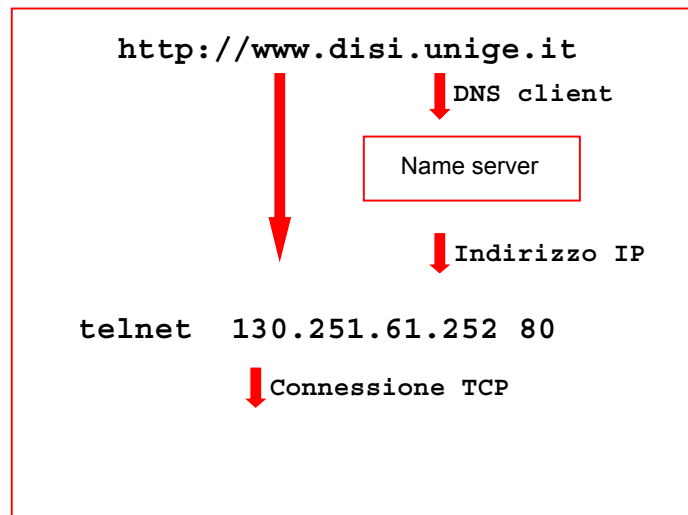 http://www.disi.unige.it
DNS client
Name server
Indirizzo IP
telnet 130.251.61.252 80
Connessione TCP